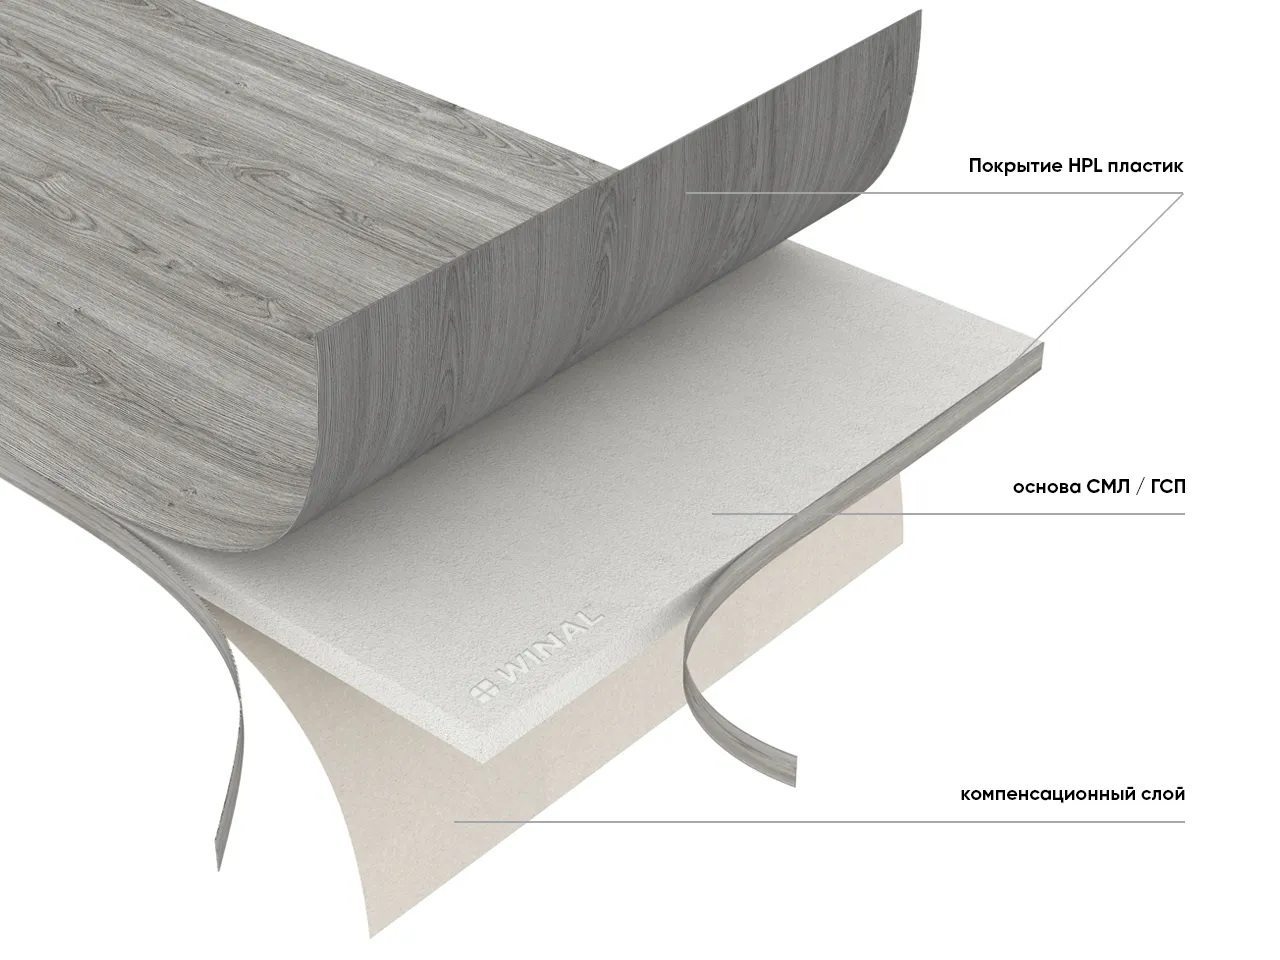 Покрытие HPL пластик
основа СМЛ / ГСП
WINAL
компенсационный слой